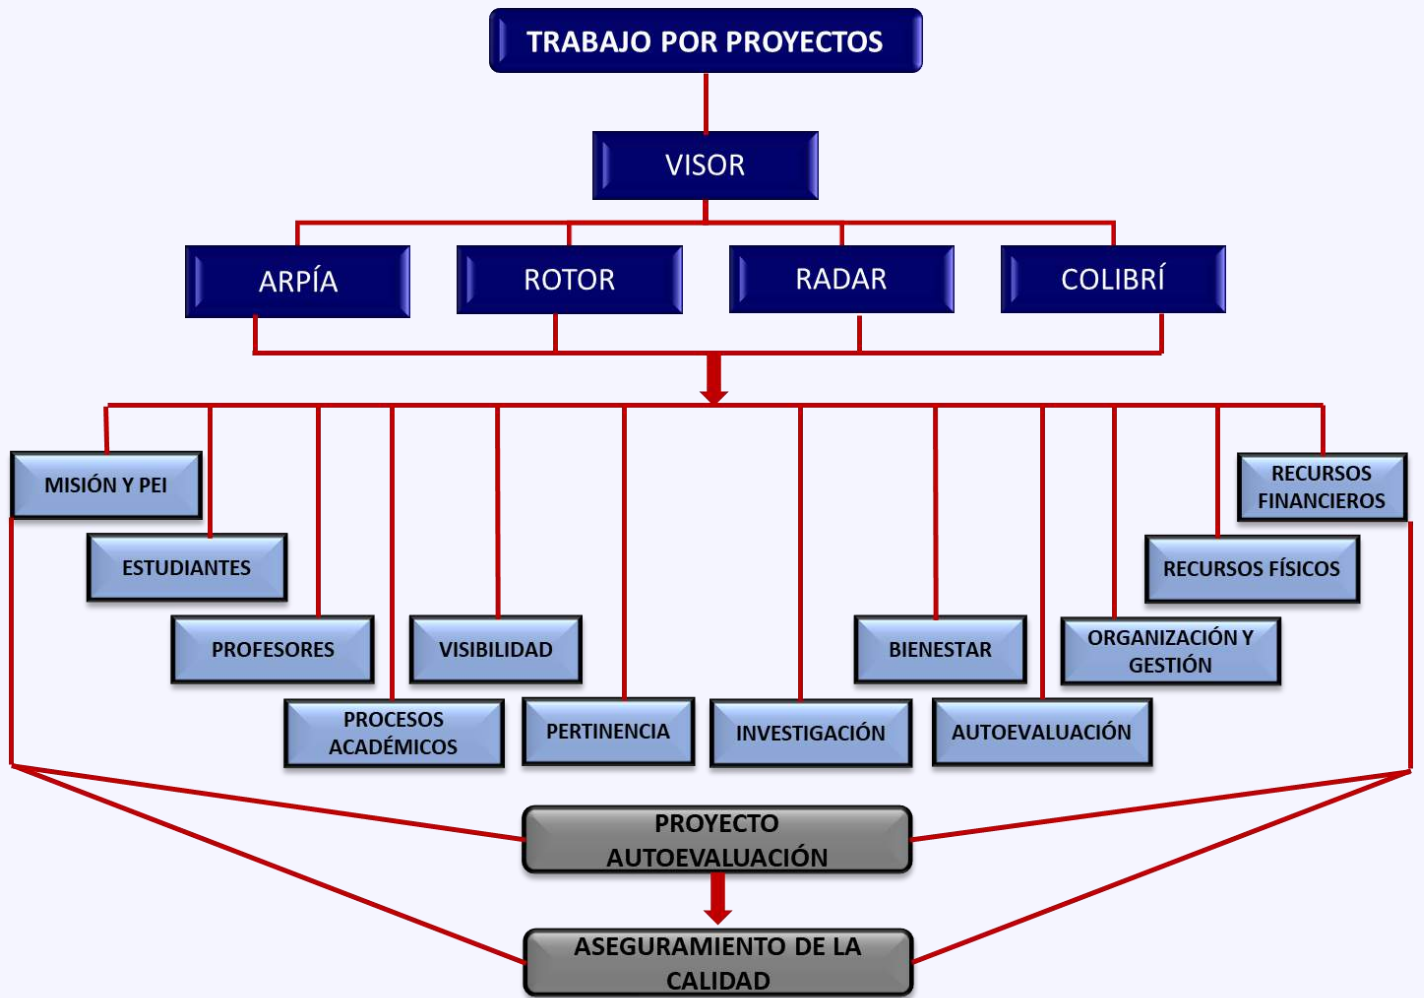 TRABAJO POR PROYECTOS
VISOR
ARPÍA
ROTOR
RADAR
COLIBRÍ
MISIÓN Y PEI
RECURSOS
FINANCIEROS
ESTUDIANTES
RECURSOS FÍSICOS
PROFESORES
VISIBILIDAD
BIENESTAR
ORGANIZACIÓN Y
GESTIÓN
PROCESOS
ACADÉMICOS
PERTINENCIA
INVESTIGACIÓN
AUTOEVALUACIÓN
PROYECTO
AUTOEVALUACIÓN
ASEGURAMIENTO DE LA
CALIDAD